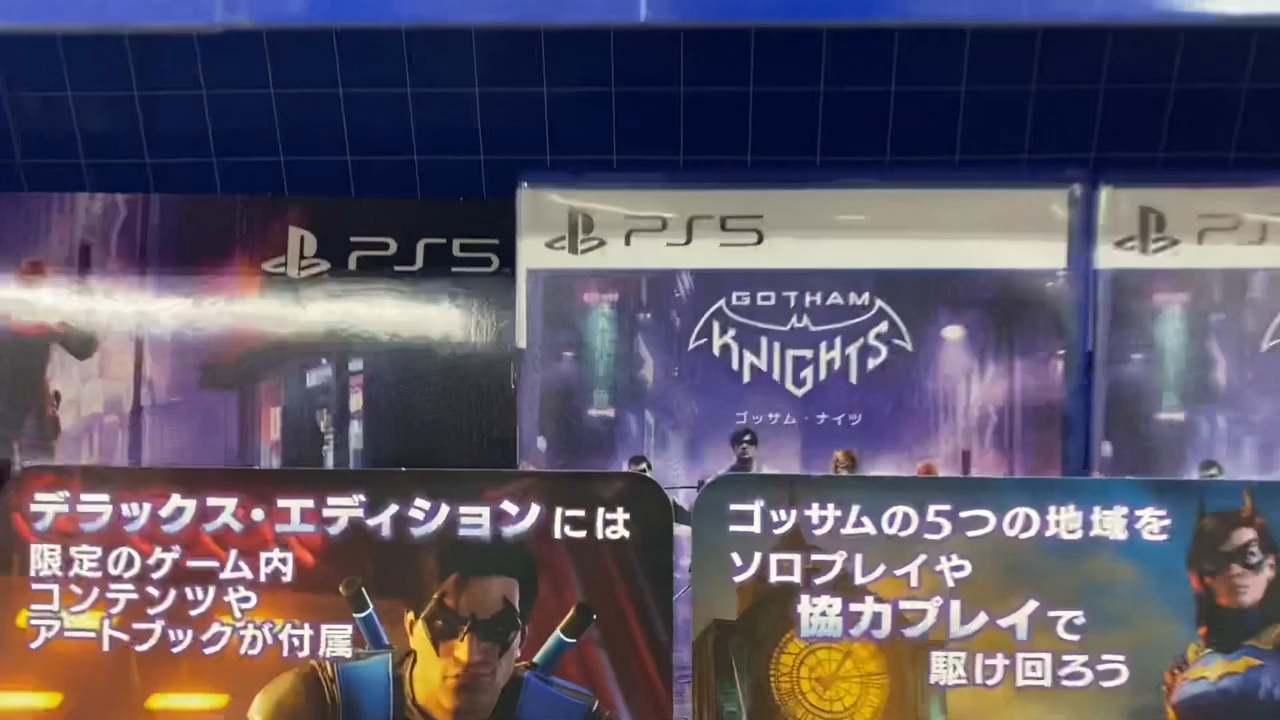 PS5
PS5
PS5
GOTHAM
KNIGHTS
ゴッサム・ナイツ
デラックス・エディションには
限定のゲーム内
コンテンツや
アートブックが付属
ゴッサムの5つの地域を
ソロプレイや
協力プレイで
駆け回ろう